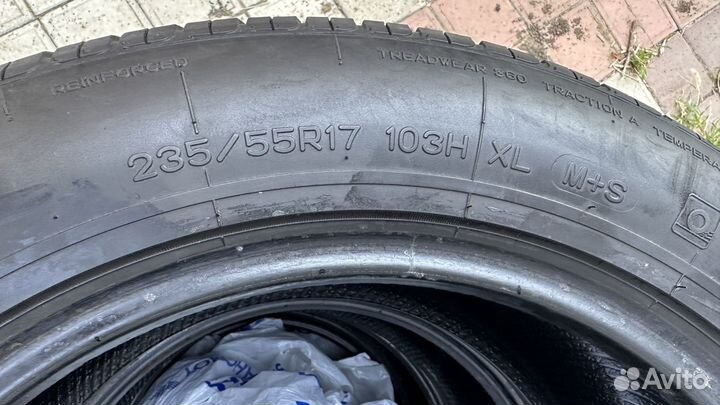 REINFORCED
TREADWEAR 360 TRACTION A TEMPERA
235/55R17 103H XL M+S
Avito